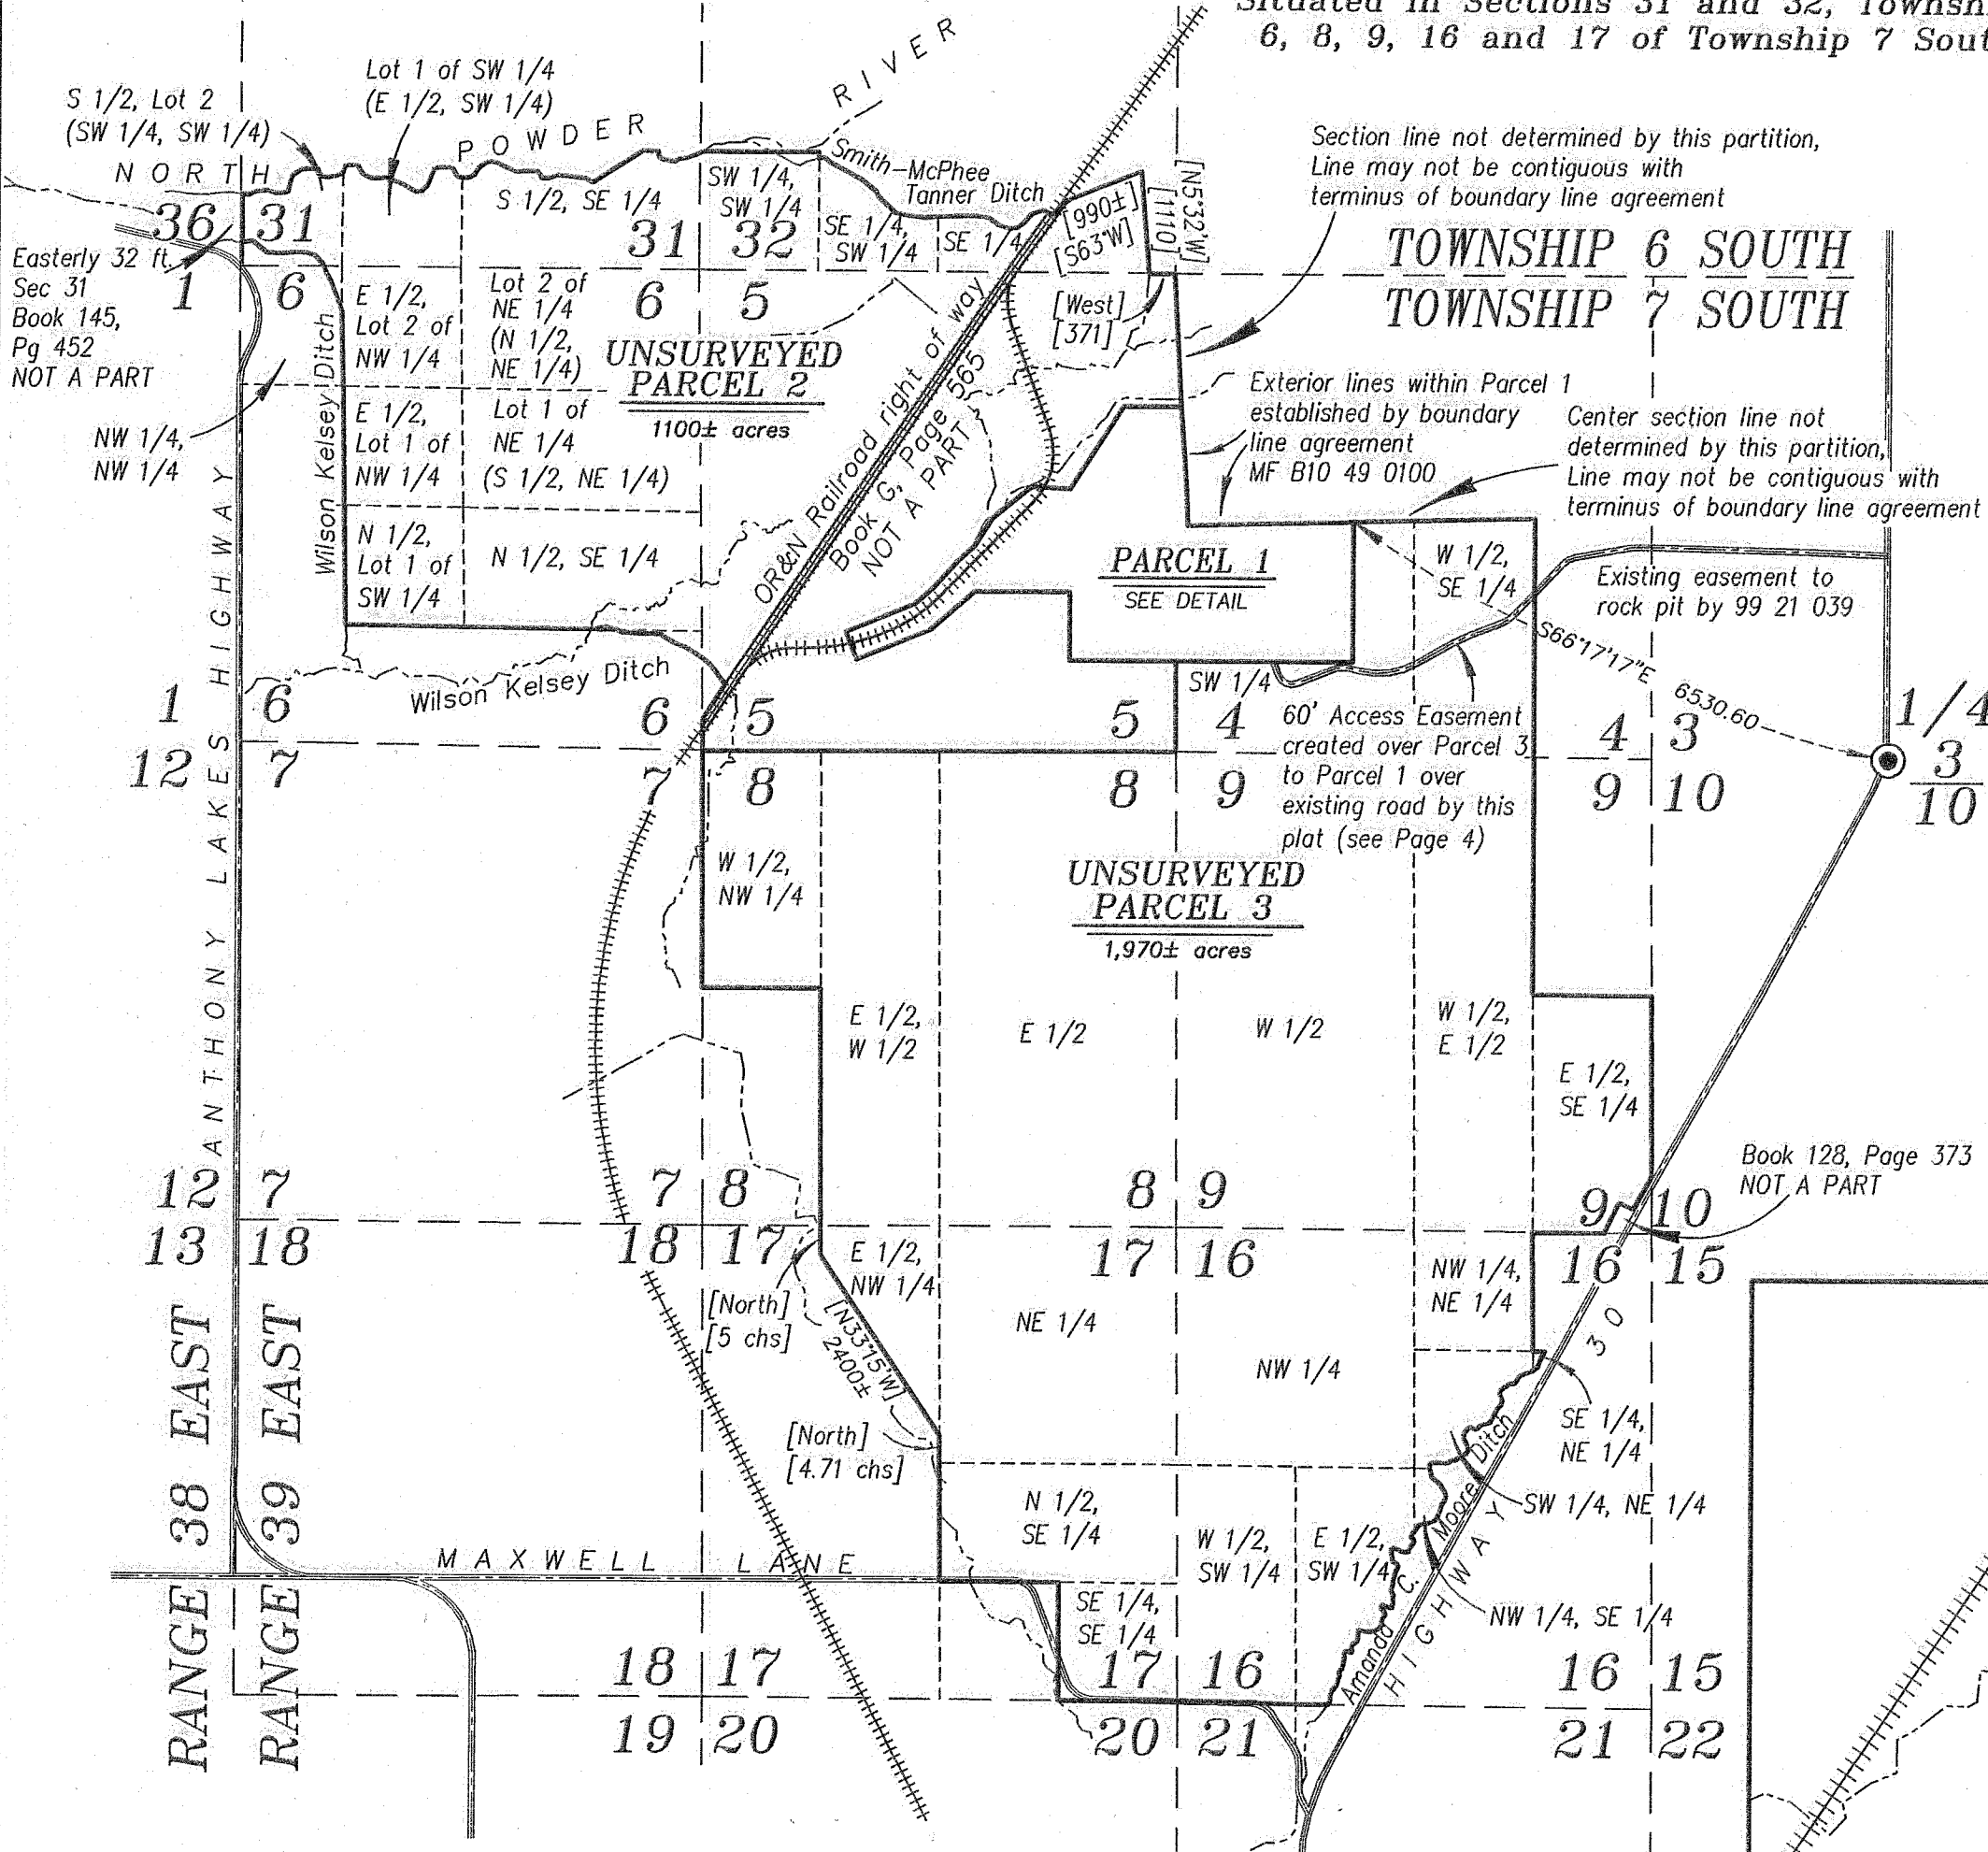 Situated in Sections 31 and 32, Townsh
6, 8, 9, 16 and 17 of Township 7 Sout
S 1/2, Lot 2
(SW 1/4, SW 1/4)
Lot 1 of SW 1/4
(E 1/2, SW 1/4)
NORTH POWDER RIVER
Smith-McPhee
Tanner Ditch
Section line not determined by this partition,
Line may not be contiguous with
terminus of boundary line agreement
36 31
S 1/2, SE 1/4
31 32
SW 1/4,
SW 1/4
SE 1/4,
SW 1/4
SE 1/4
[990±]
[S63°W]
[N5°32'W]
[1110]
TOWNSHIP 6 SOUTH
TOWNSHIP 7 SOUTH
Easterly 32 ft.
Sec 31
Book 145,
Pg 452
NOT A PART
1 6
E 1/2,
Lot 2 of
NW 1/4
Lot 2 of
NE 1/4
(N 1/2,
NE 1/4)
6 5
UNSURVEYED
PARCEL 2
1100± acres
[West]
[371]
NW 1/4,
NW 1/4
Wilson Kelsey Ditch
E 1/2,
Lot 1 of
NW 1/4
Lot 1 of
NE 1/4
(S 1/2, NE 1/4)
OR&N Railroad right of way
Book G, Page 565
NOT A PART
Exterior lines within Parcel 1
established by boundary
line agreement
MF B10 49 0100
Center section line not
determined by this partition,
Line may not be contiguous with
terminus of boundary line agreement
N 1/2,
Lot 1 of
SW 1/4
N 1/2, SE 1/4
PARCEL 1
SEE DETAIL
W 1/2,
SE 1/4
Existing easement to
rock pit by 99 21 039
S66°17'17"E 6530.60
Wilson Kelsey Ditch
SW 1/4
60' Access Easement
created over Parcel 3
to Parcel 1 over
existing road by this
plat (see Page 4)
1 6
6 5
5 4
4 3
12 7
7 8
8 9
9 10
1/4
3
10
ANTHONY LAKES HIGHWAY
W 1/2,
NW 1/4
UNSURVEYED
PARCEL 3
1,970± acres
E 1/2,
W 1/2
E 1/2
W 1/2
W 1/2,
E 1/2
E 1/2,
SE 1/4
Book 128, Page 373
NOT A PART
12 7
7 8
8 9
9 10
13 18
18 17
17 16
16 15
E 1/2,
NW 1/4
[North]
[5 chs]
[N33°15'W]
2400±
NE 1/4
NW 1/4
NW 1/4,
NE 1/4
[North]
[4.71 chs]
SE 1/4,
NE 1/4
SW 1/4, NE 1/4
N 1/2,
SE 1/4
W 1/2,
SW 1/4
E 1/2,
SW 1/4
Amanda C. Moore Ditch
HIGHWAY 30
NW 1/4, SE 1/4
MAXWELL LANE
SE 1/4,
SE 1/4
RANGE 38 EAST
RANGE 39 EAST
18 17
17 16
16 15
19 20
20 21
21 22